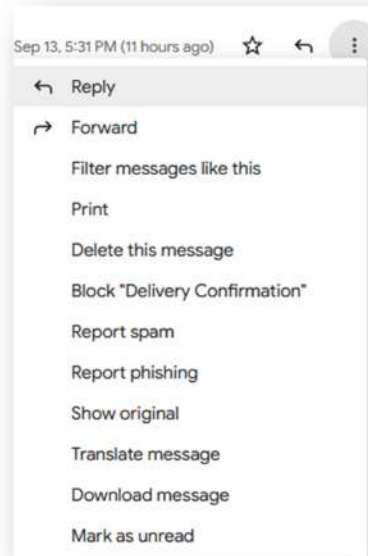 Sep 13, 5:31 PM (11 hours ago)
Reply
Forward
Filter messages like this
Print
Delete this message
Block "Delivery Confirmation"
Report spam
Report phishing
Show original
Translate message
Download message
Mark as unread